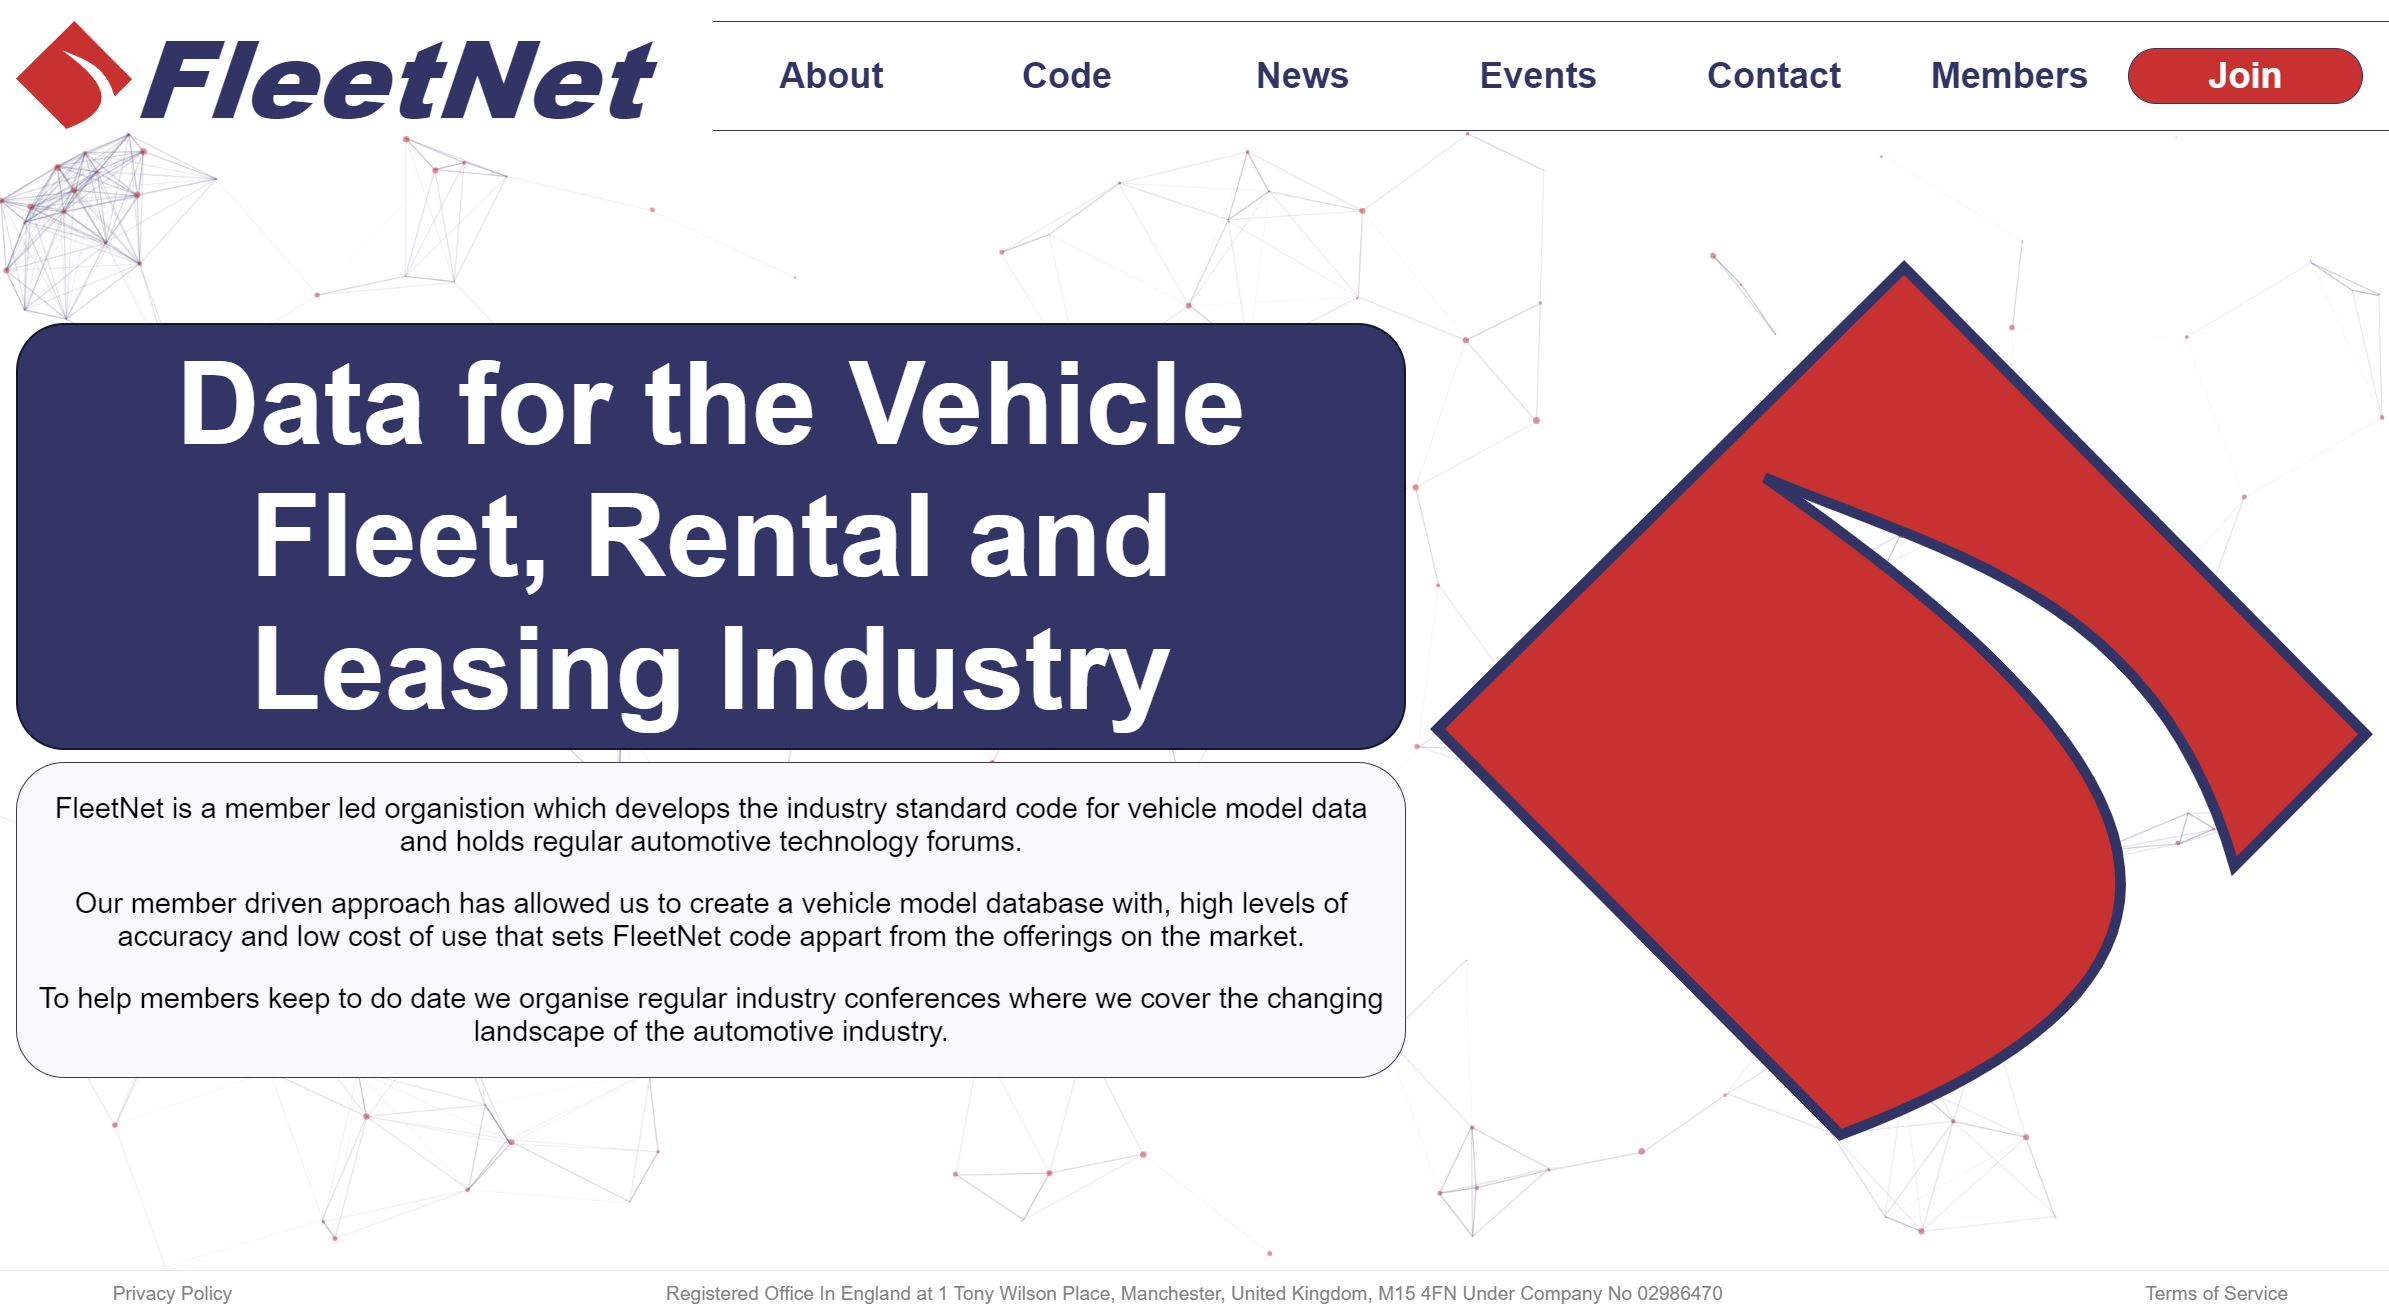 FleetNet
About Code News Events Contact Members Join
Data for the Vehicle
Fleet, Rental and
Leasing Industry
FleetNet is a member led organistion which develops the industry standard code for vehicle model data
and holds regular automotive technology forums.
Our member driven approach has allowed us to create a vehicle model database with, high levels of
accuracy and low cost of use that sets FleetNet code appart from the offerings on the market.
To help members keep to do date we organise regular industry conferences where we cover the changing
landscape of the automotive industry.
Privacy Policy Registered Office In England at 1 Tony Wilson Place, Manchester, United Kingdom, M15 4FN Under Company No 02986470 Terms of Service